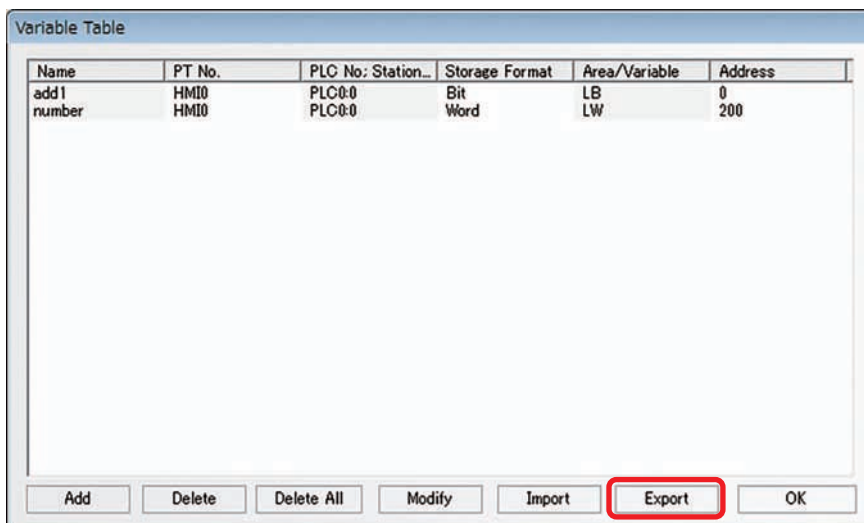 Variable Table
Name PT No. PLC No; Station... Storage Format Area/Variable Address
add1 HMI0 PLC0:0 Bit LB 0
number HMI0 PLC0:0 Word LW 200
Add Delete Delete All Modify Import Export OK